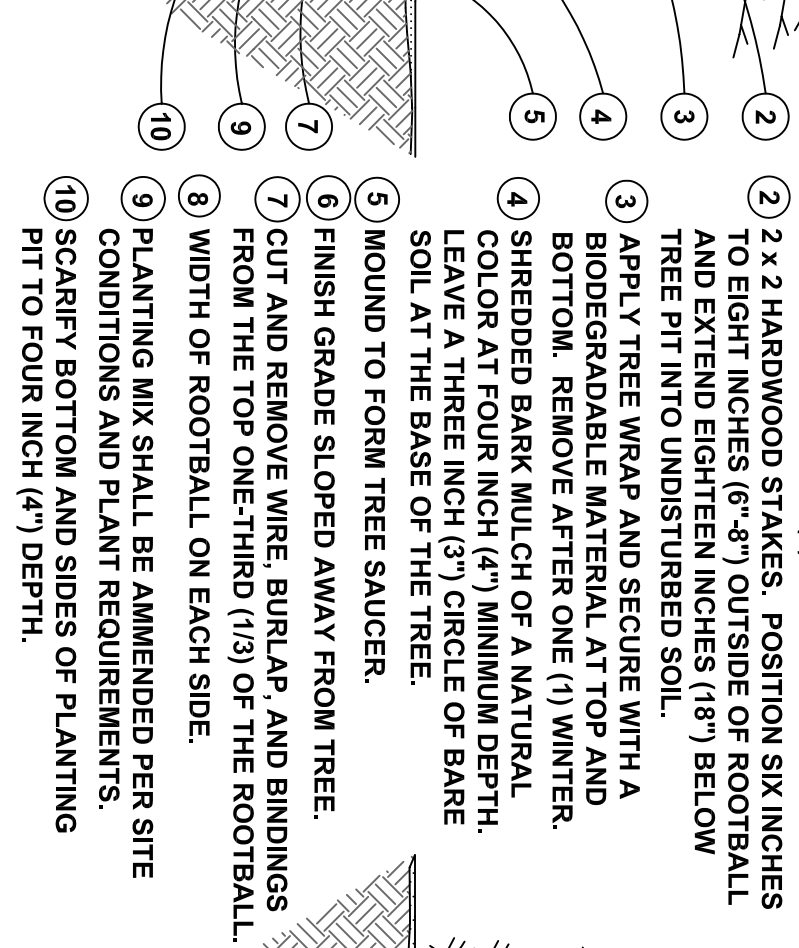 2
3
4
5
7
9
10
2 2 x 2 HARDWOOD STAKES. POSITION SIX INCHES
TO EIGHT INCHES (6"-8") OUTSIDE OF ROOTBALL
AND EXTEND EIGHTEEN INCHES (18") BELOW
TREE PIT INTO UNDISTURBED SOIL.
3 APPLY TREE WRAP AND SECURE WITH A
BIODEGRADABLE MATERIAL AT TOP AND
BOTTOM. REMOVE AFTER ONE (1) WINTER.
4 SHREDDED BARK MULCH OF A NATURAL
COLOR AT FOUR INCH (4") MINIMUM DEPTH.
LEAVE A THREE INCH (3") CIRCLE OF BARE
SOIL AT THE BASE OF THE TREE.
5 MOUND TO FORM TREE SAUCER.
6 FINISH GRADE SLOPED AWAY FROM TREE.
7 CUT AND REMOVE WIRE, BURLAP, AND BINDINGS
FROM THE TOP ONE-THIRD (1/3) OF THE ROOTBALL.
8 WIDTH OF ROOTBALL ON EACH SIDE.
9 PLANTING MIX SHALL BE AMMENDED PER SITE
CONDITIONS AND PLANT REQUIREMENTS.
10 SCARIFY BOTTOM AND SIDES OF PLANTING
PIT TO FOUR INCH (4") DEPTH.